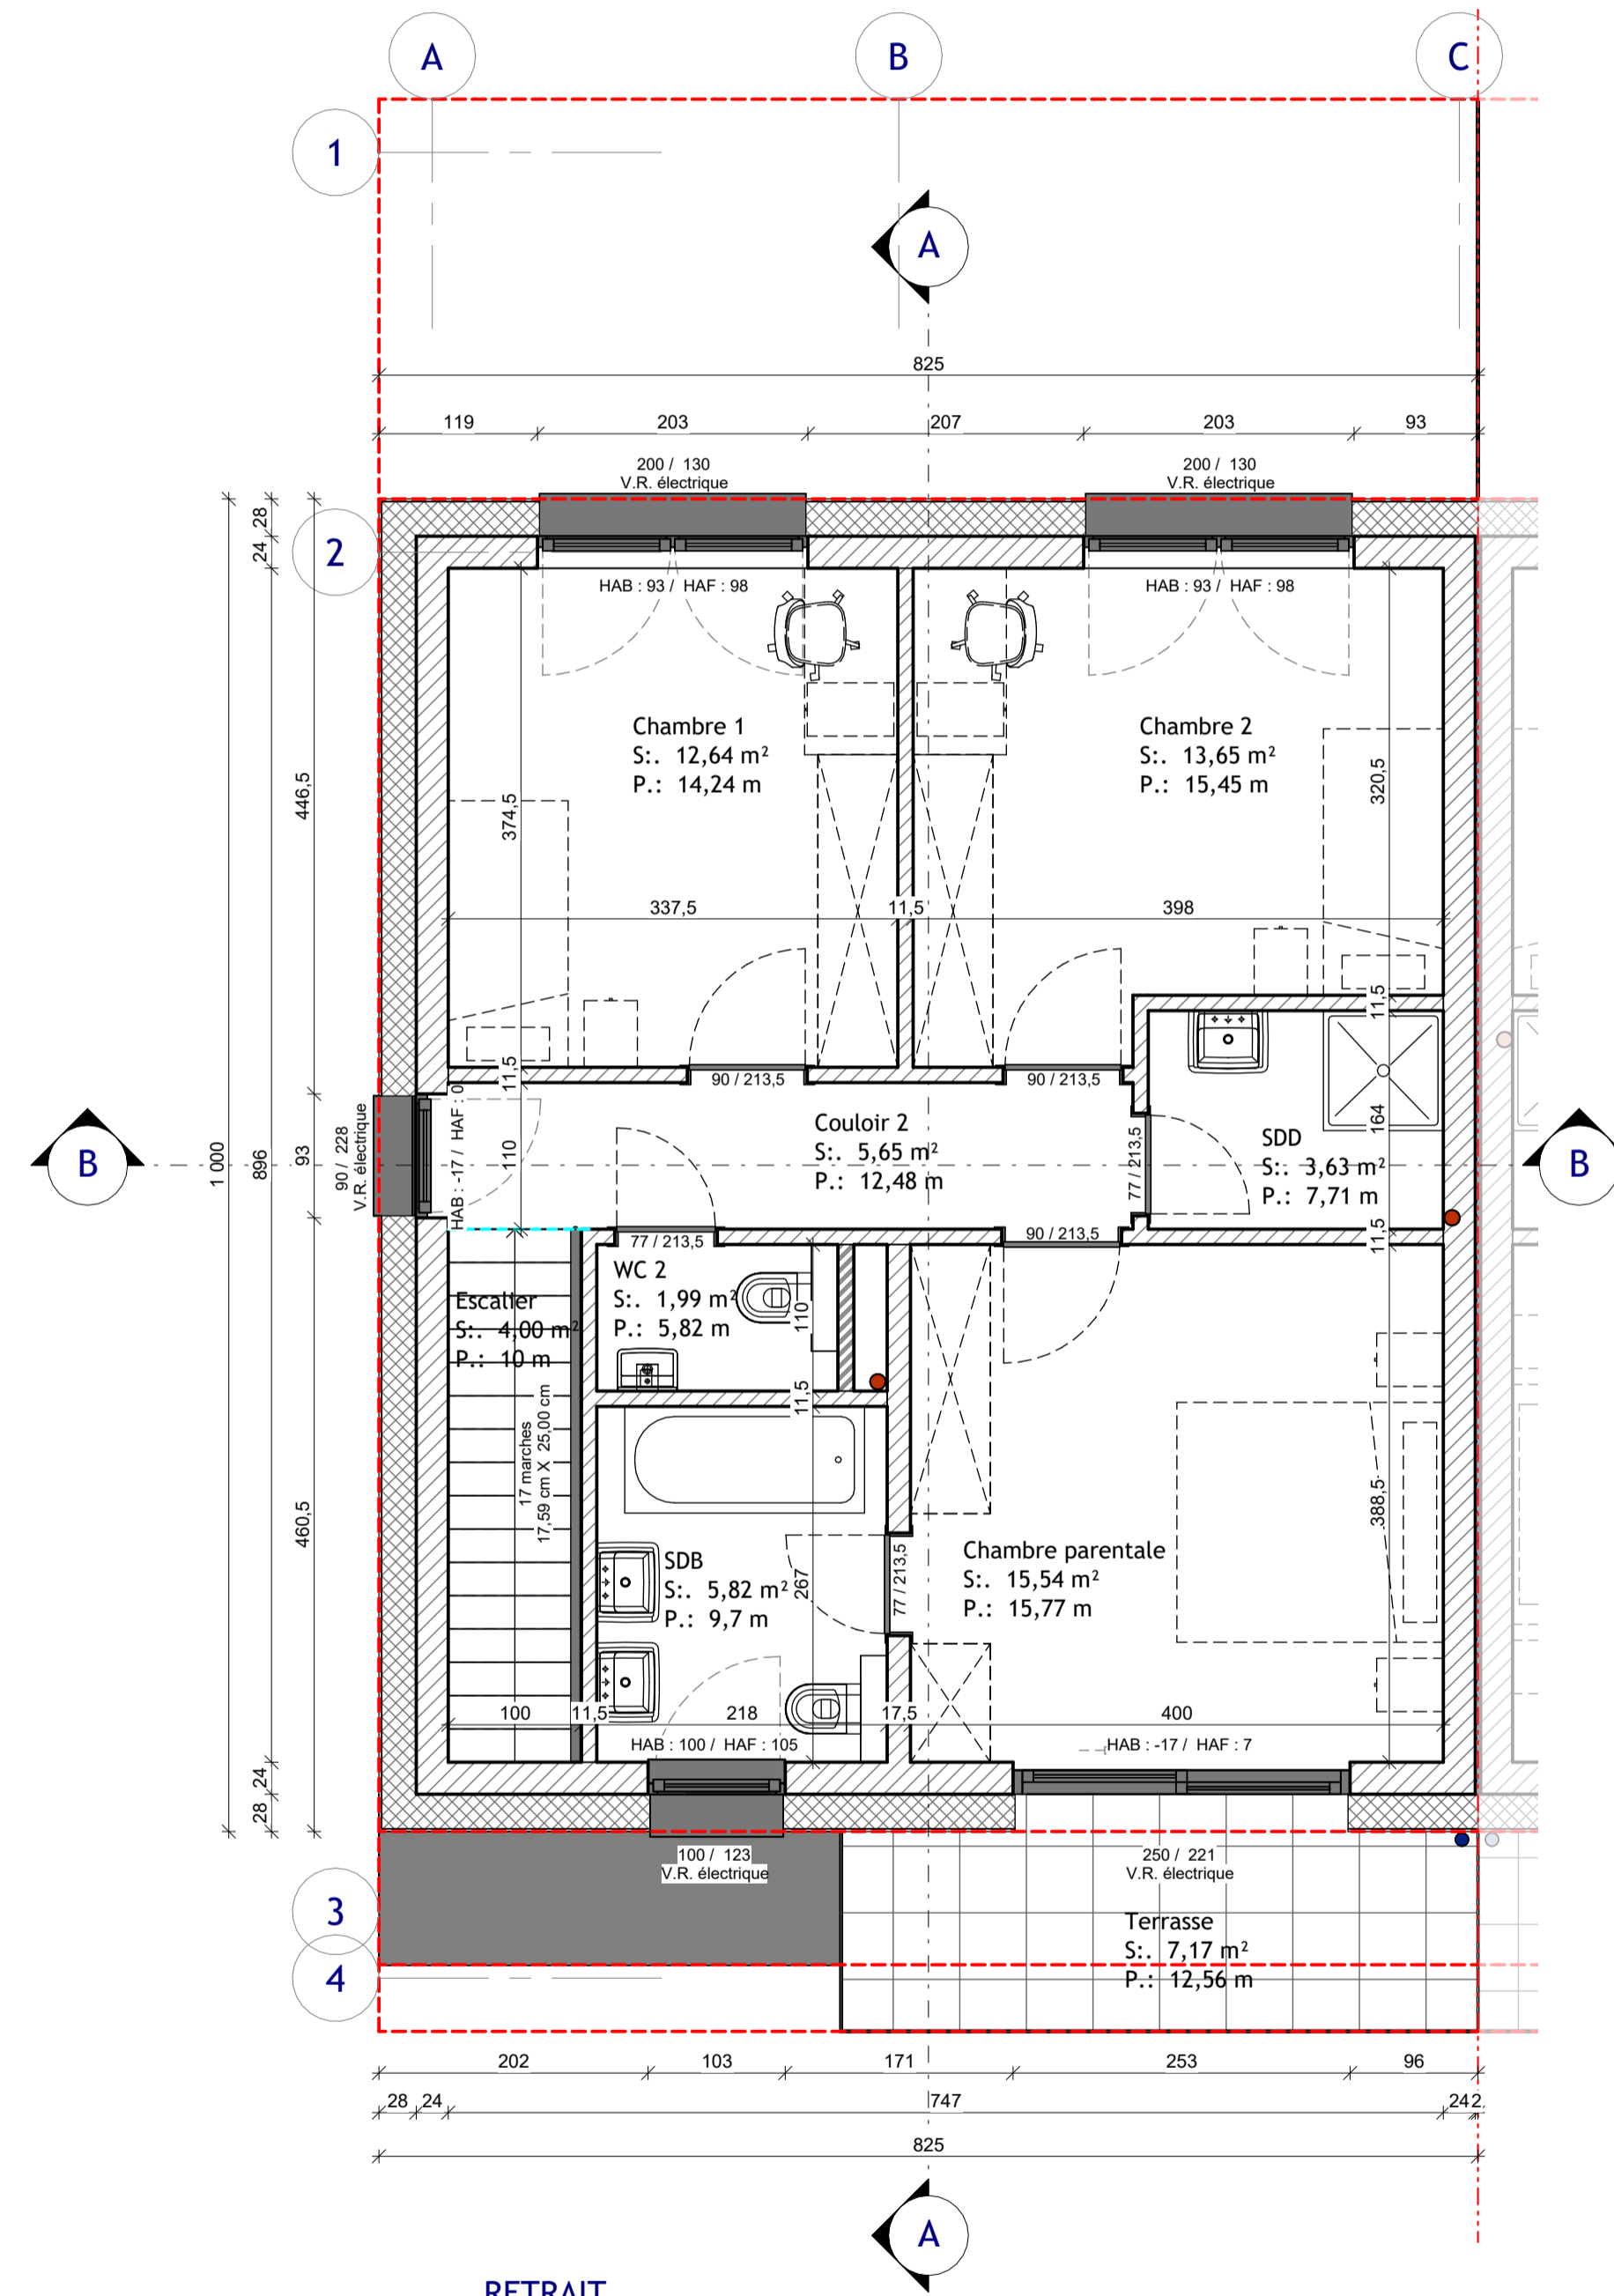 A
B
C
1
A
825
119
203
207
203
93
200 / 130
V.R. électrique
200 / 130
V.R. électrique
28
24
2
HAB : 93 / HAF : 98
HAB : 93 / HAF : 98
Chambre 1
S:. 12,64 m²
P.: 14,24 m
Chambre 2
S:. 13,65 m²
P.: 15,45 m
446,5
374,5
320,5
337,5
11,5
398
11,5
11,5
90 / 213,5
90 / 213,5
Couloir 2
S:. 5,65 m²
P.: 12,48 m
SDD
S:. 3,63 m²
P.: 7,71 m
164
77 / 213,5
B
1 000
896
93
90 / 228
V.R. électrique
HAB : -17 / HAF : 0
110
B
11,5
77 / 213,5
90 / 213,5
WC 2
S:. 1,99 m²
P.: 5,82 m
110
Escalier
S:. 4,00 m²
P.: 10 m
17 marches
17,59 cm X 25,00 cm
11,5
460,5
388,5
SDB
S:. 5,82 m²
P.: 9,7 m
267
77 / 213,5
Chambre parentale
S:. 15,54 m²
P.: 15,77 m
100
11,5
218
17,5
400
HAB : 100 / HAF : 105
HAB : -17 / HAF : 7
24
28
100 / 123
V.R. électrique
250 / 221
V.R. électrique
3
Terrasse
S:. 7,17 m²
P.: 12,56 m
4
202
103
171
253
96
28
24
747
24
2
825
A
RETRAIT